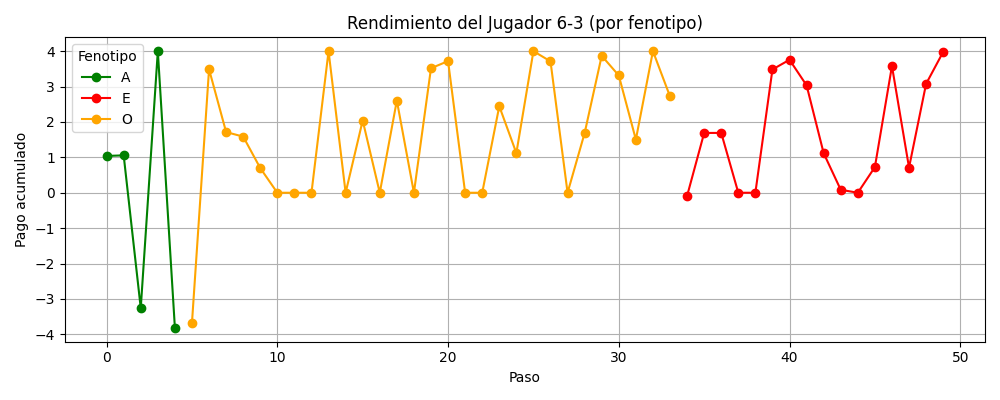 Rendimiento del Jugador 6-3 (por fenotipo)
Fenotipo
A
E
O
Pago acumulado
4
3
2
1
0
−1
−2
−3
−4
0 10 20 30 40 50
Paso